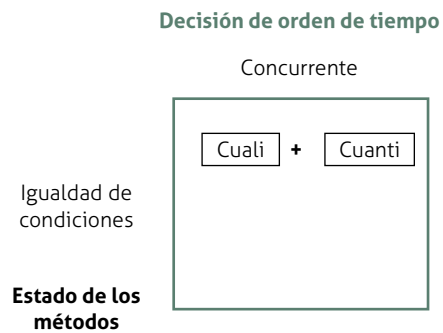 Decisión de orden de tiempo
Concurrente
Cuali + Cuanti
Igualdad de
condiciones
Estado de los
métodos